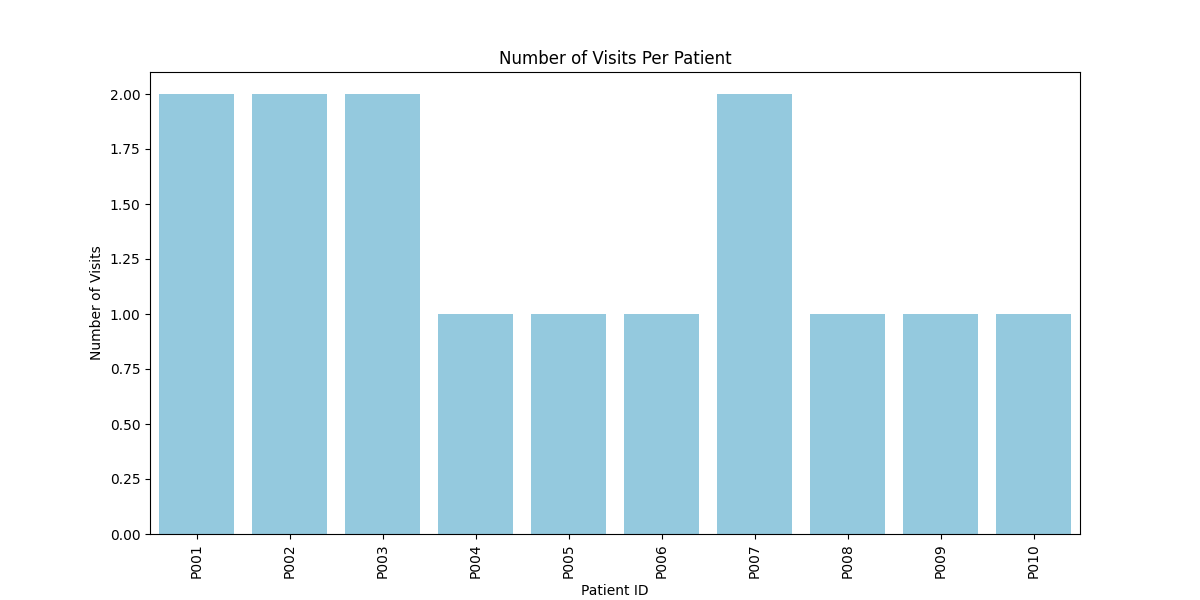 Number of Visits Per Patient
Number of Visits
2.00
1.75
1.50
1.25
1.00
0.75
0.50
0.25
0.00
P001 P002 P003 P004 P005 P006 P007 P008 P009 P010
Patient ID